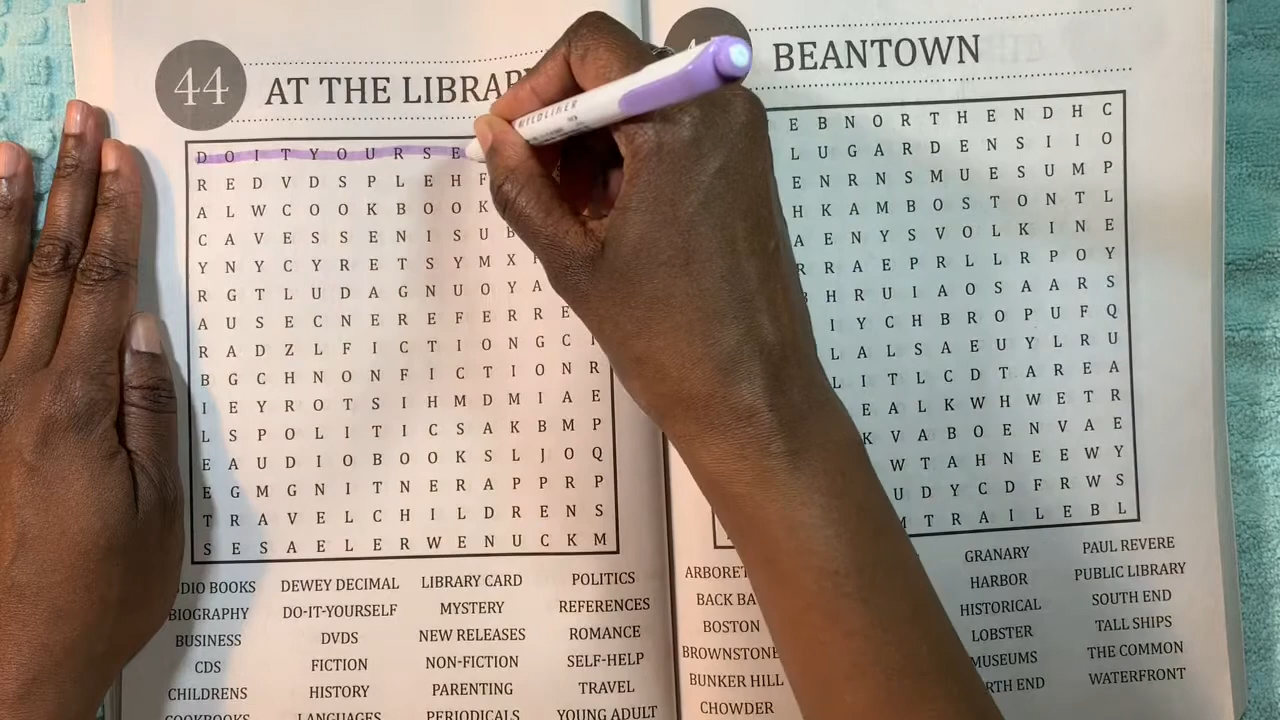 44 AT THE LIBRARY
D O I T Y O U R S E
R E D V D S P L E H F
A L W C O O K B O O K
C A V E S S E N I S U B
Y N Y C Y R E T S Y M X
R G T L U D A G N U O Y A
A U S E C N E R E F E R R E
R A D Z L F I C T I O N G C I
B G C H N O N F I C T I O N R
I E Y R O T S I H M D M I A E
L S P O L I T I C S A K B M P
E A U D I O B O O K S L J O Q
E G M G N I T N E R A P P R P
T R A V E L C H I L D R E N S
S E S A E L E R W E N U C K M
DIO BOOKS DEWEY DECIMAL LIBRARY CARD POLITICS
BIOGRAPHY DO-IT-YOURSELF MYSTERY REFERENCES
BUSINESS DVDS NEW RELEASES ROMANCE
CDS FICTION NON-FICTION SELF-HELP
CHILDRENS HISTORY PARENTING TRAVEL
COOKBOOKS LANGUAGES PERIODICALS YOUNG ADULT
WILDLINER
BEANTOWN
E B N O R T H E N D H C
L U G A R D E N S I I O
E N R N S M U E S U M P
H K A M B O S T O N T L
A E N Y S V O L K I N E
R R A E P R L L R P O Y
H R U I A O S A A R S
I Y C H B R O P U F Q
L A L S A E U Y L R U
L I T L C D T A R E A
E A L K W H W E T R
K V A B O E N V A E
W T A H N E E W Y
U D Y C D F R W S
M T R A I L E B L
ARBORET GRANARY PAUL REVERE
BACK BA HARBOR PUBLIC LIBRARY
BOSTON HISTORICAL SOUTH END
BROWNSTONE LOBSTER TALL SHIPS
BUNKER HILL MUSEUMS THE COMMON
CHOWDER RTH END WATERFRONT